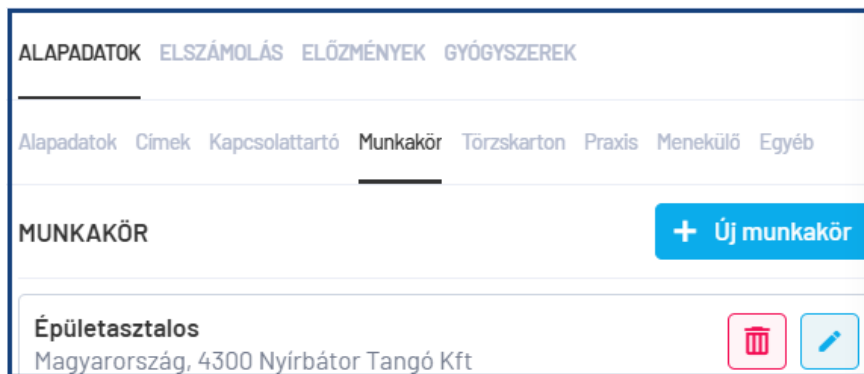 ALAPADATOK ELSZÁMOLÁS ELŐZMÉNYEK GYÓGYSZEREK
Alapadatok Címek Kapcsolattartó Munkakör Törzskarton Praxis Menekülő Egyéb
MUNKAKÖR
+ Új munkakör
Épületasztalos
Magyarország, 4300 Nyírbátor Tangó Kft